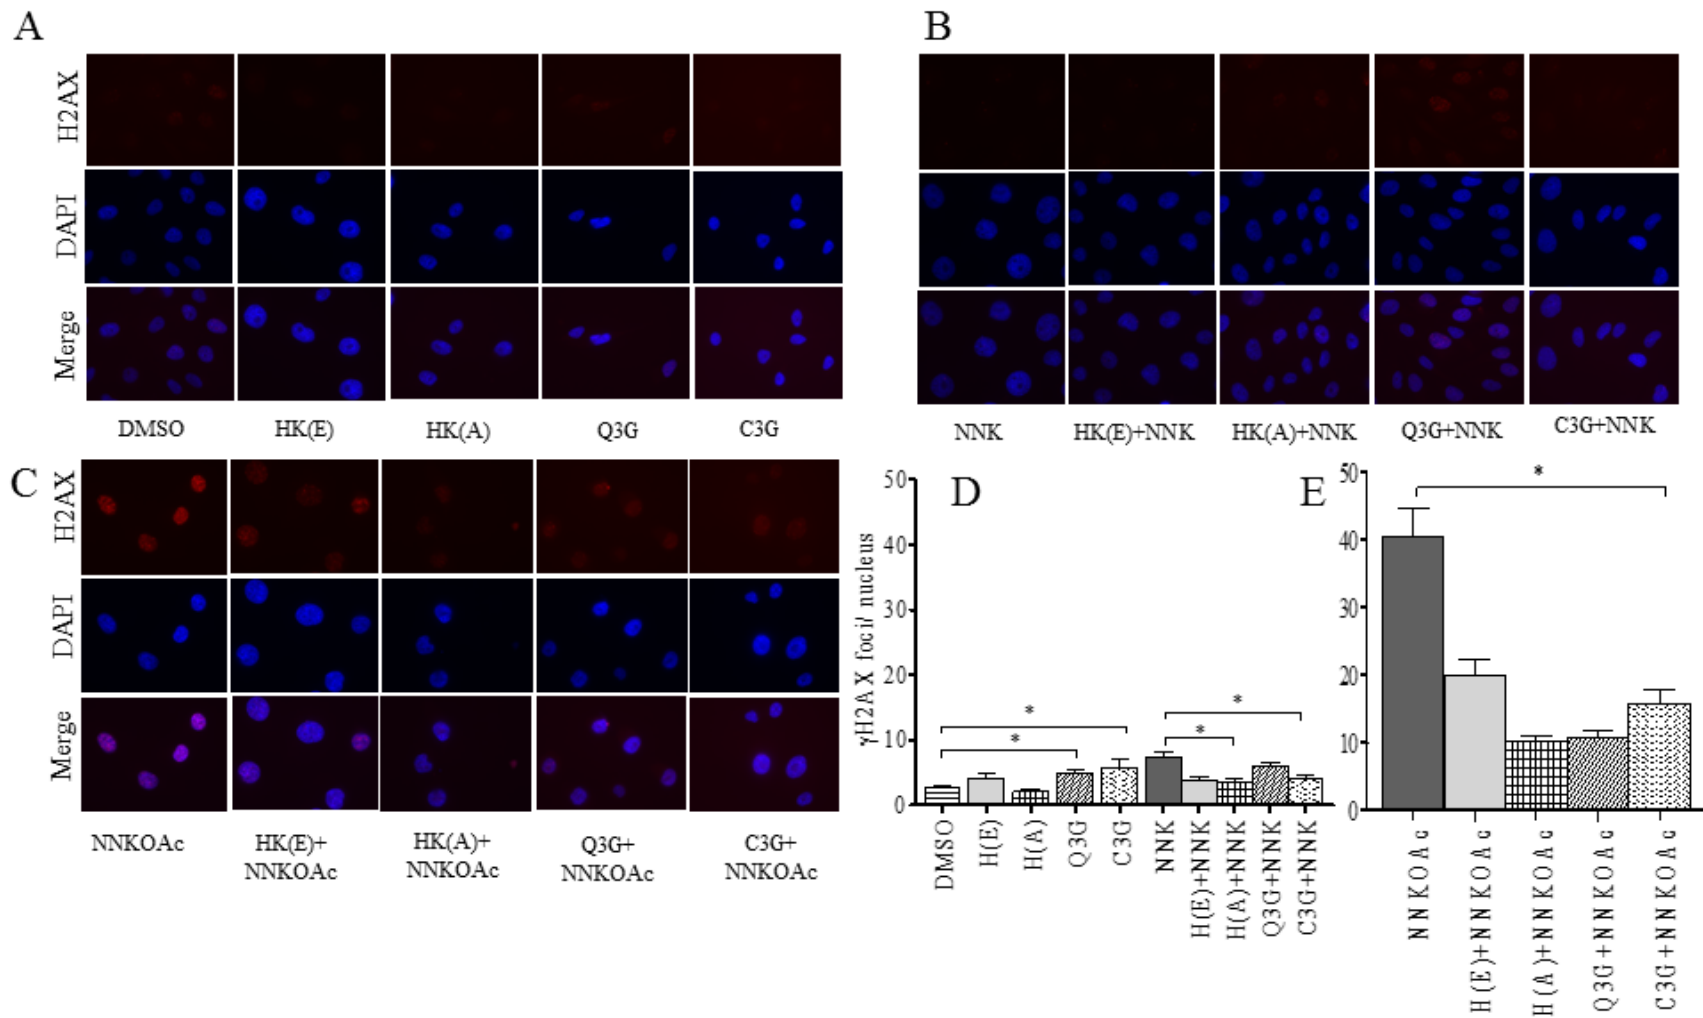 A
H2AX
DAPI
Merge
DMSO
HK(E)
HK(A)
Q3G
C3G
B
NNK
HK(E)+NNK
HK(A)+NNK
Q3G+NNK
C3G+NNK
C
H2AX
DAPI
Merge
NNKOAc
HK(E)+
NNKOAc
HK(A)+
NNKOAc
Q3G+
NNKOAc
C3G+
NNKOAc
D
γH2AX foci/ nucleus
50
40
30
20
10
0
*
*
*
*
DMSO
H(E)
H(A)
Q3G
C3G
NNK
H(E)+NNK
H(A)+NNK
Q3G+NNK
C3G+NNK
E
50
40
30
20
10
0
*
NNKOAc
H(E)+NNKOAc
H(A)+NNKOAc
Q3G+NNKOAc
C3G+NNKOAc